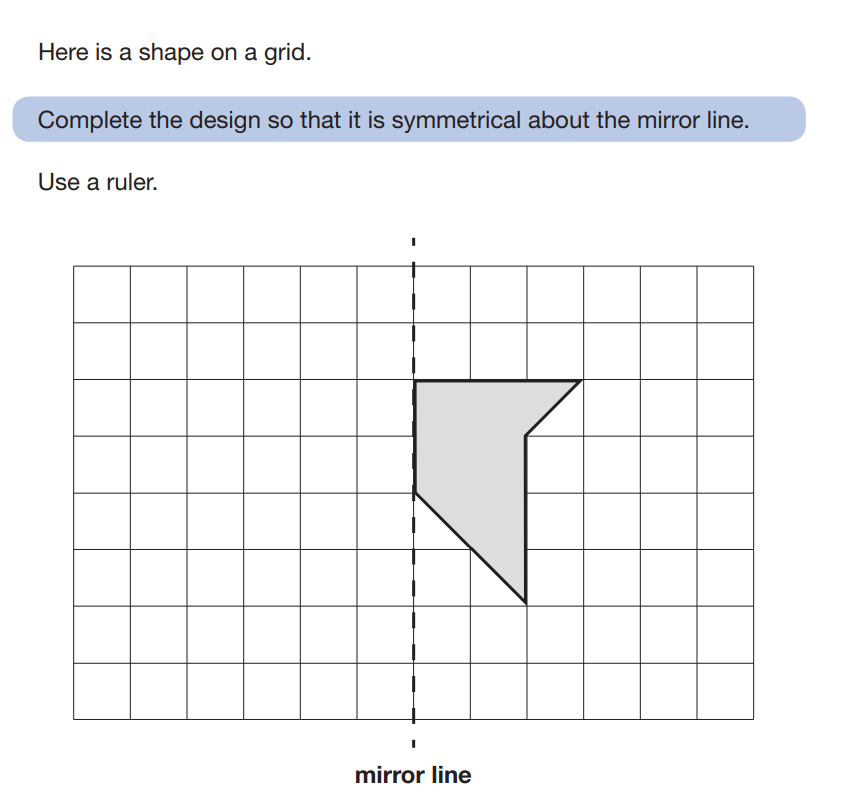 Here is a shape on a grid.
Complete the design so that it is symmetrical about the mirror line.
Use a ruler.
mirror line